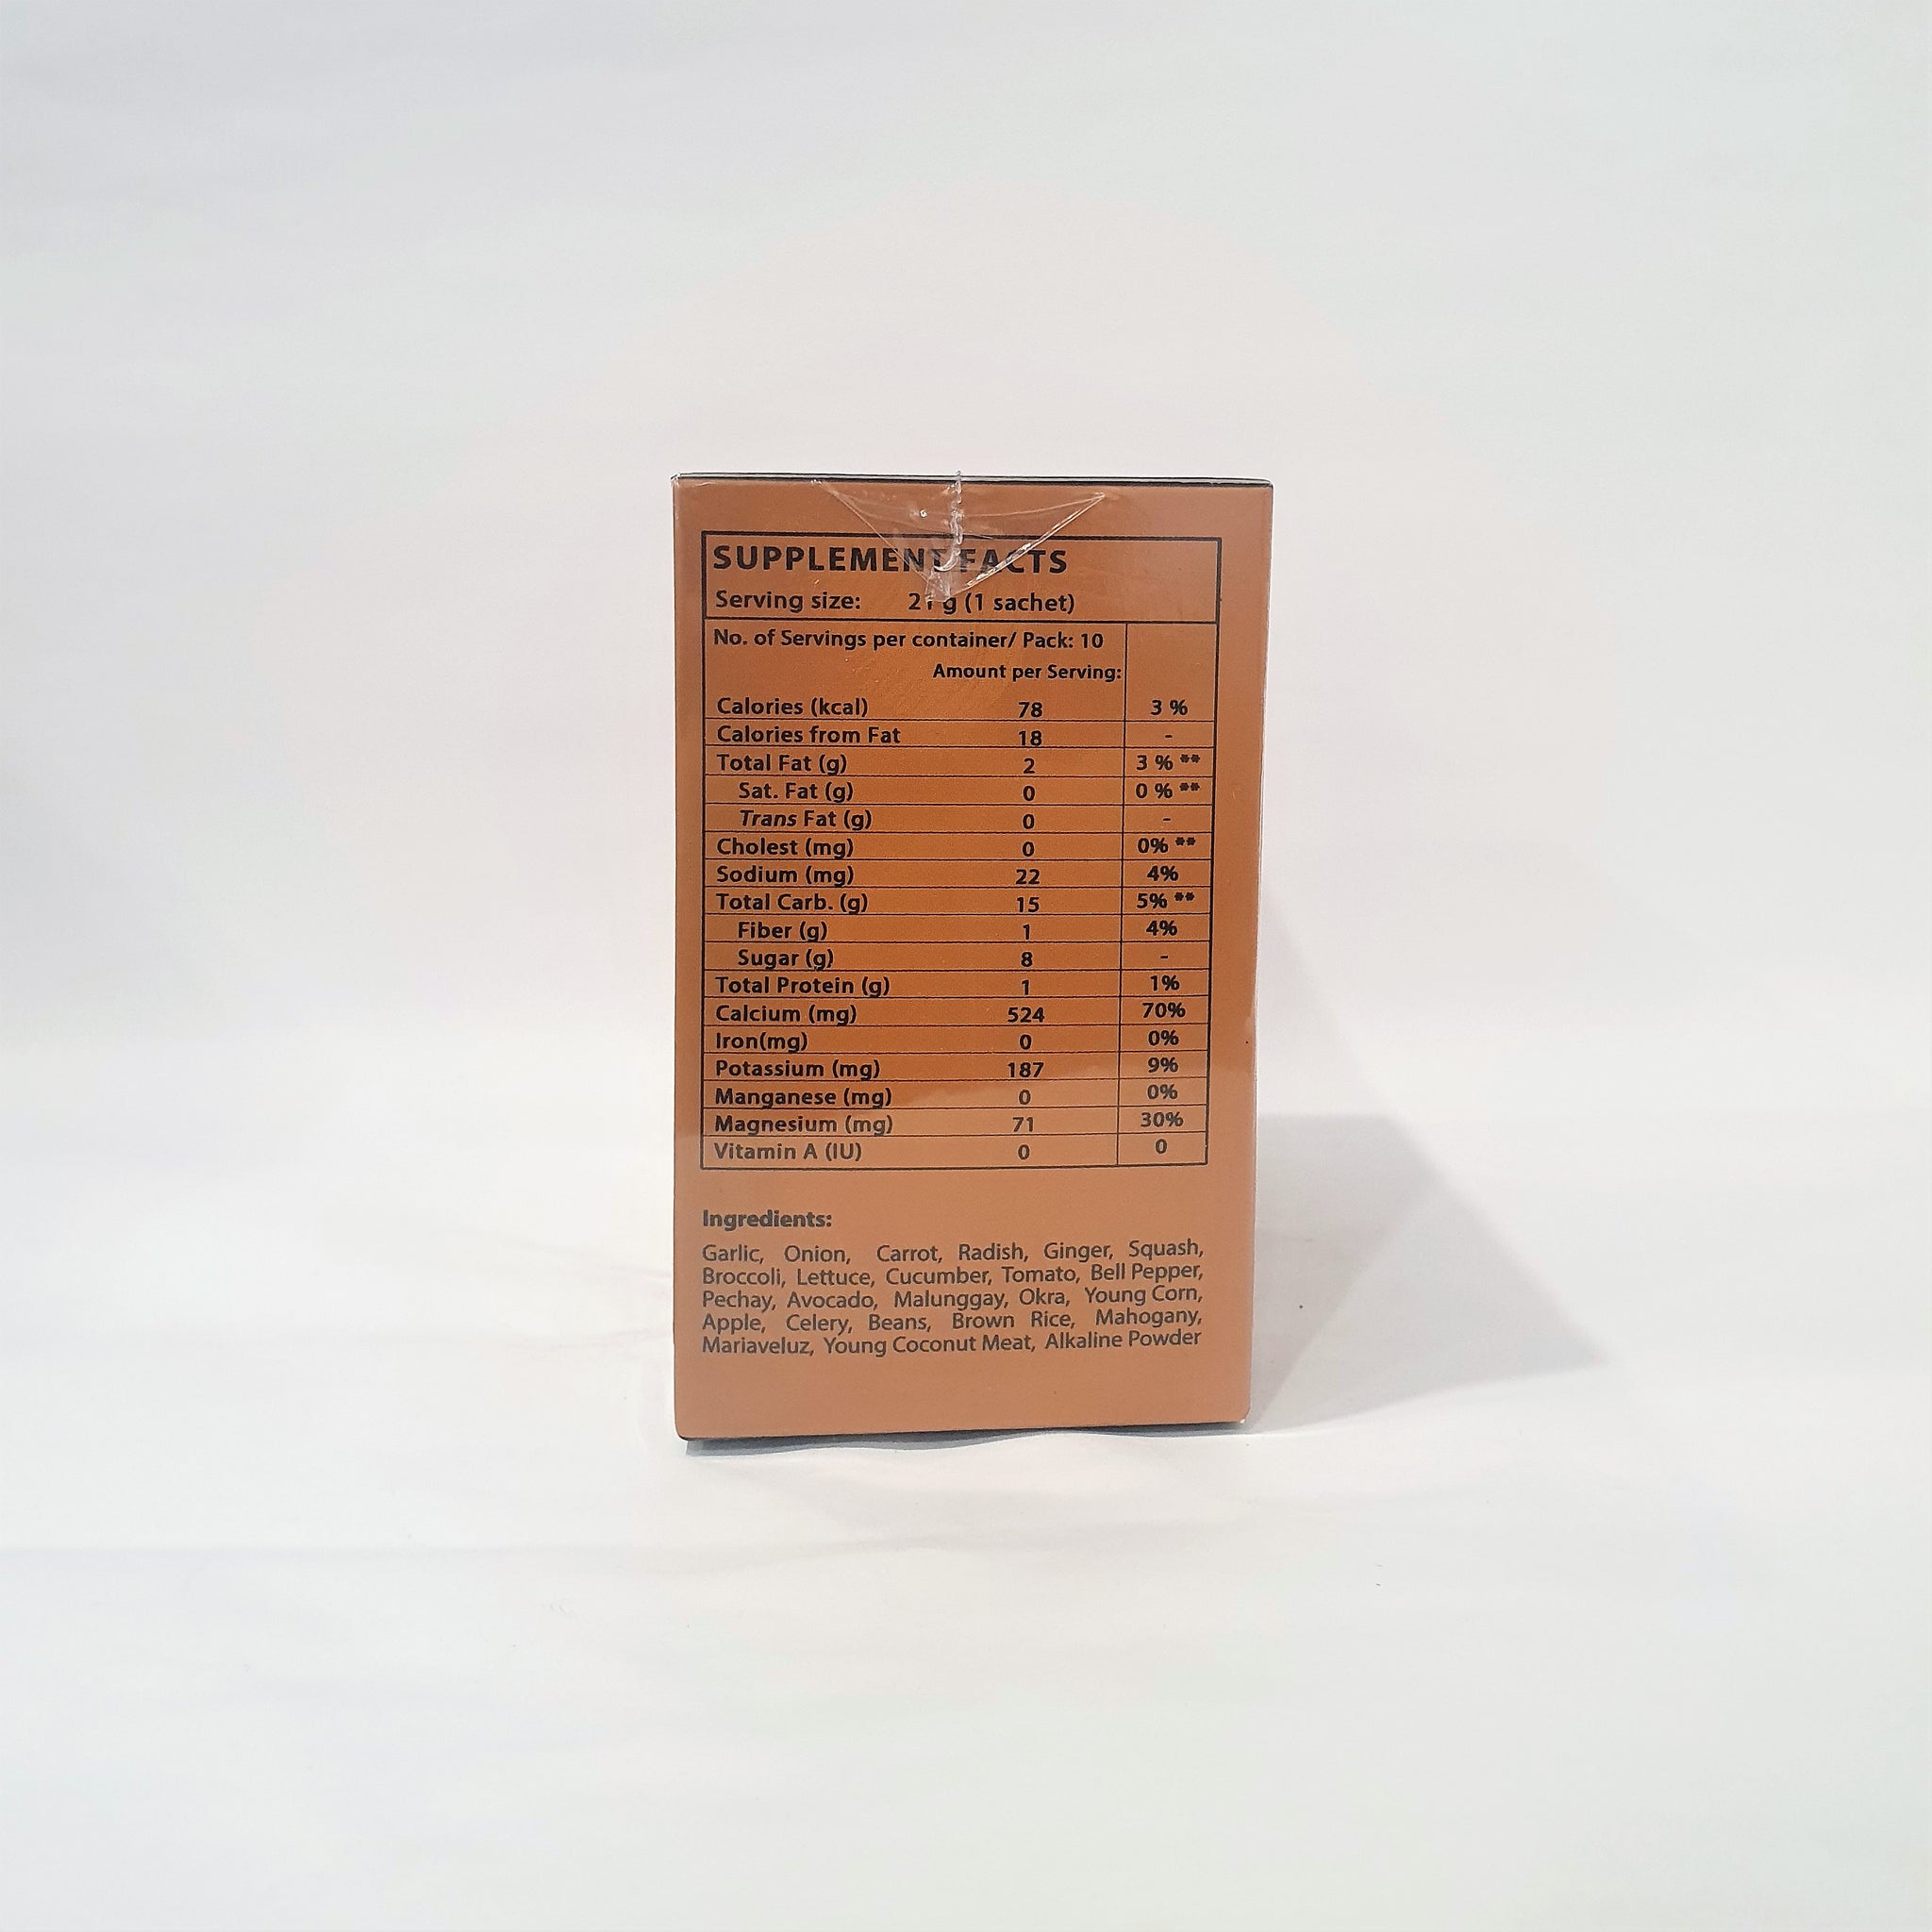 SUPPLEMENT FACTS
Serving size: 21 g (1 sachet)
No. of Servings per container/ Pack: 10
Amount per Serving:
Calories (kcal) 78 3 %
Calories from Fat 18 -
Total Fat (g) 2 3 % **
Sat. Fat (g) 0 0 % **
Trans Fat (g) 0 -
Cholest (mg) 0 0% **
Sodium (mg) 22 4%
Total Carb. (g) 15 5% **
Fiber (g) 1 4%
Sugar (g) 8 -
Total Protein (g) 1 1%
Calcium (mg) 524 70%
Iron(mg) 0 0%
Potassium (mg) 187 9%
Manganese (mg) 0 0%
Magnesium (mg) 71 30%
Vitamin A (IU) 0 0
Ingredients:
Garlic, Onion, Carrot, Radish, Ginger, Squash,
Broccoli, Lettuce, Cucumber, Tomato, Bell Pepper,
Pechay, Avocado, Malunggay, Okra, Young Corn,
Apple, Celery, Beans, Brown Rice, Mahogany,
Mariaveluz, Young Coconut Meat, Alkaline Powder